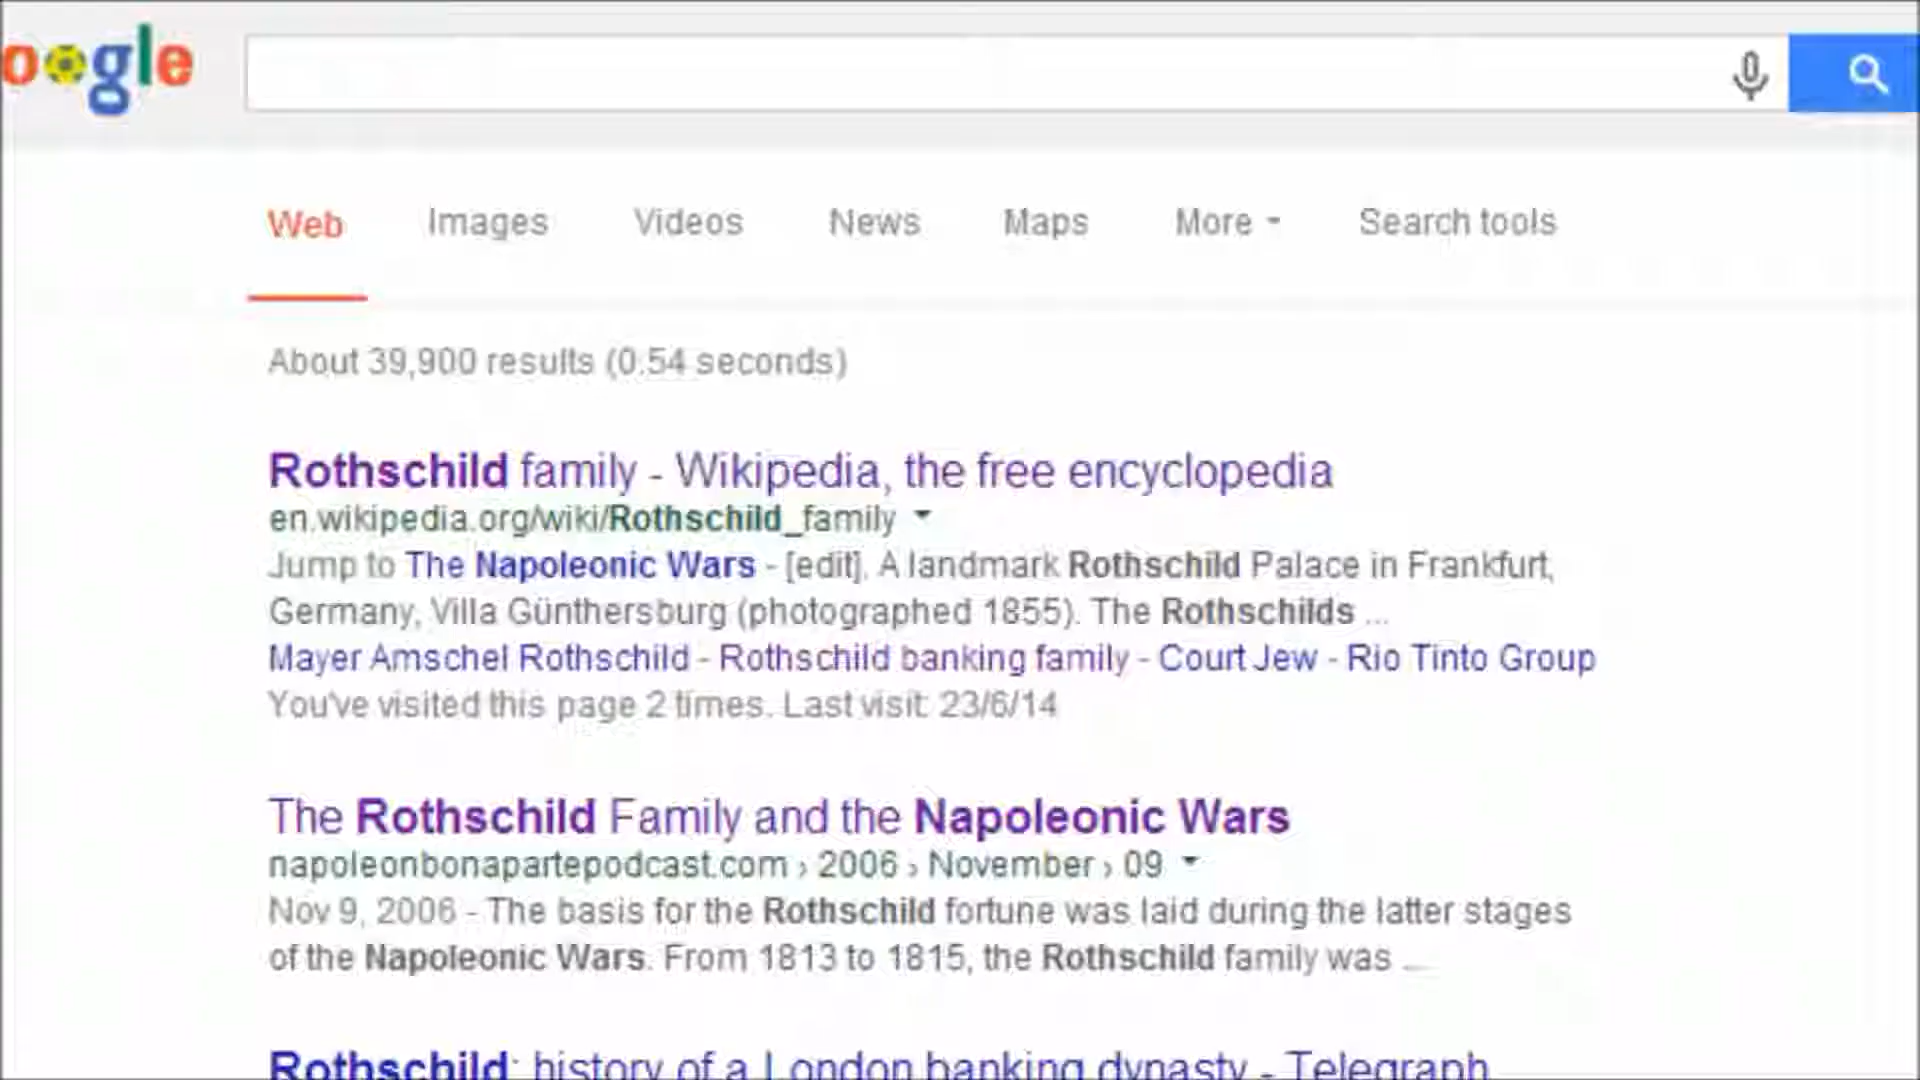 oogle
Web Images Videos News Maps More Search tools
About 39,900 results (0.54 seconds)
Rothschild family - Wikipedia, the free encyclopedia
en.wikipedia.org/wiki/Rothschild_family
Jump to The Napoleonic Wars - [edit]. A landmark Rothschild Palace in Frankfurt,
Germany, Villa Günthersburg (photographed 1855). The Rothschilds ...
Mayer Amschel Rothschild - Rothschild banking family - Court Jew - Rio Tinto Group
You've visited this page 2 times. Last visit: 23/6/14
The Rothschild Family and the Napoleonic Wars
napoleonbonapartepodcast.com › 2006 › November › 09
Nov 9, 2006 - The basis for the Rothschild fortune was laid during the latter stages
of the Napoleonic Wars. From 1813 to 1815, the Rothschild family was ...
Rothschild: history of a London banking dynasty - Telegraph